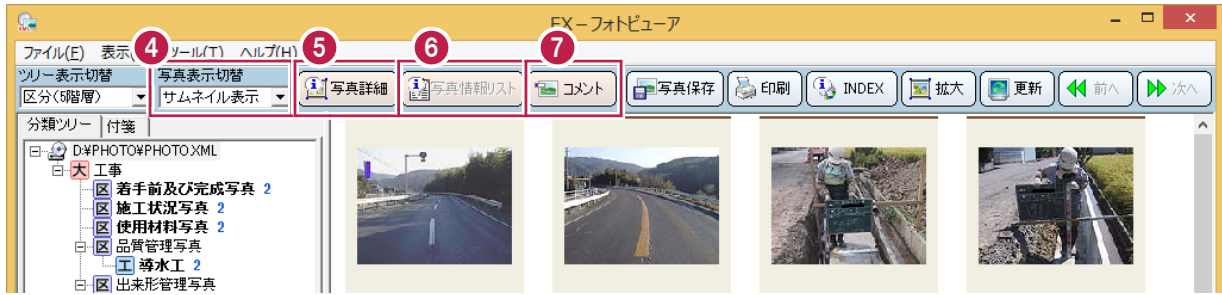 EX－フォトビューア
ファイル(F) 表示 ツール(T) ヘルプ(H)
4 5 6 7
ツリー表示切替 写真表示切替
区分(5階層) サムネイル表示 写真詳細 写真情報リスト コメント 写真保存 印刷 INDEX 拡大 更新 前へ 次へ
分類ツリー 付箋
D:¥PHOTO¥PHOTO.XML
大 工事
区 着手前及び完成写真 2
区 施工状況写真 2
区 使用材料写真 2
区 品質管理写真
工 導水工 2
区 出来形管理写真